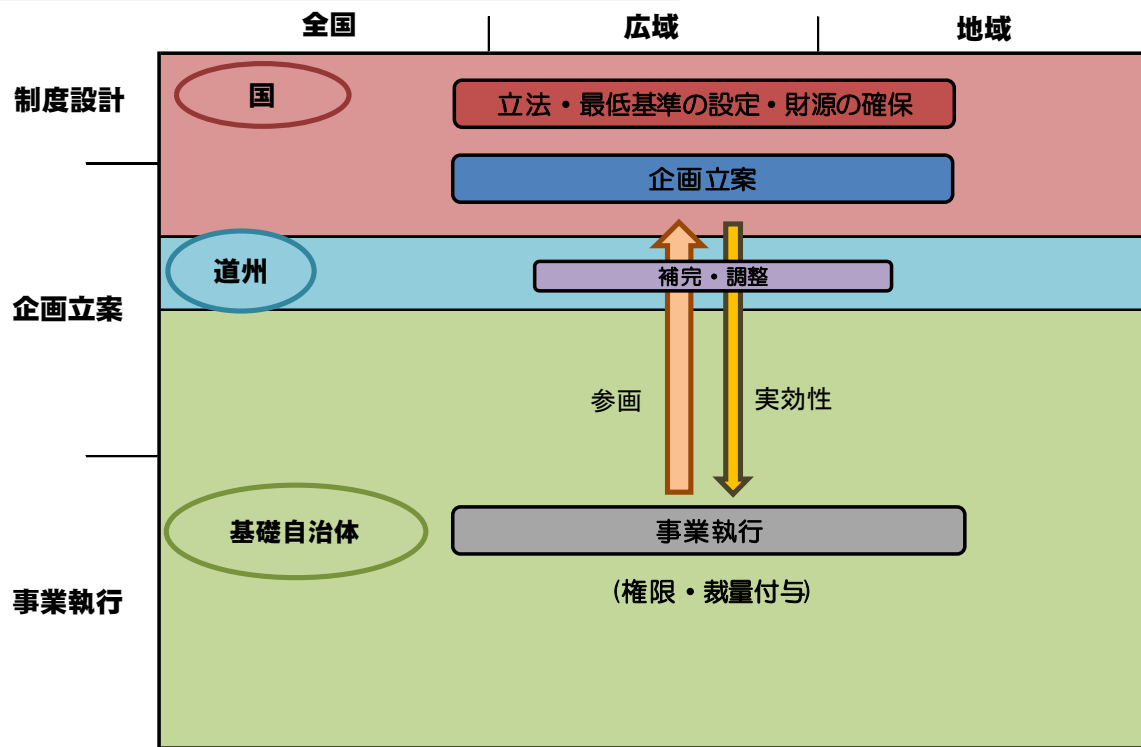 全国
広域
地域
制度設計
国
立法・最低基準の設定・財源の確保
企画立案
道州
補完・調整
企画立案
参画
実効性
基礎自治体
事業執行
(権限・裁量付与)
事業執行